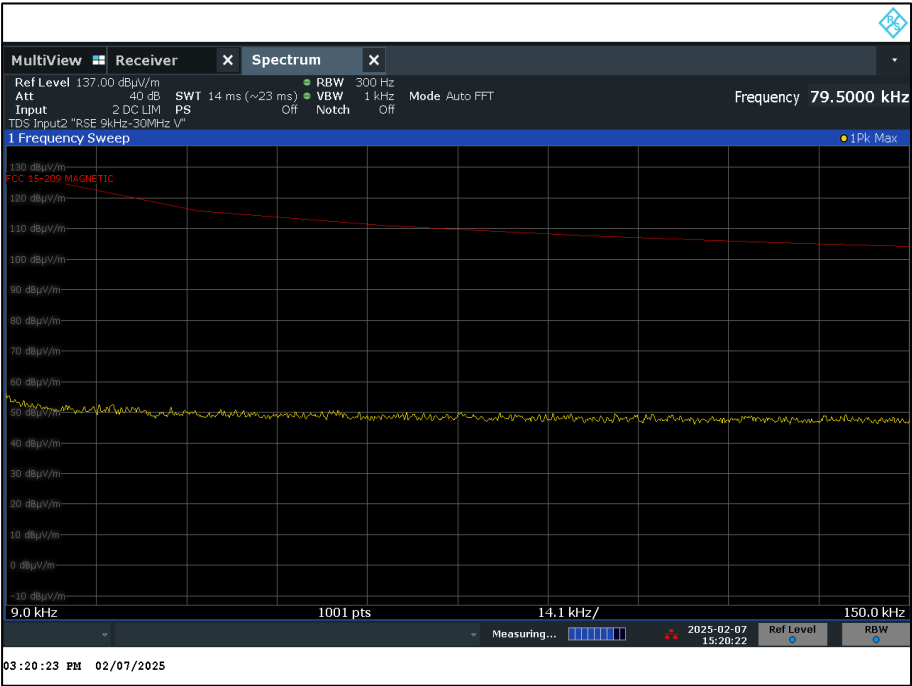 R S
MultiView Receiver X Spectrum X
Ref Level 137.00 dBµV/m RBW 300 Hz
Att 40 dB SWT 14 ms (~23 ms) VBW 1 kHz Mode Auto FFT Frequency 79.5000 kHz
Input 2 DC LIM PS Off Notch Off
TDS Input2 "RSE 9kHz-30MHz V"
1 Frequency Sweep 1Pk Max
130 dBµV/m
FCC 15-209 MAGNETIC
120 dBµV/m
110 dBµV/m
100 dBµV/m
90 dBµV/m
80 dBµV/m
70 dBµV/m
60 dBµV/m
50 dBµV/m
40 dBµV/m
30 dBµV/m
20 dBµV/m
10 dBµV/m
0 dBµV/m
-10 dBµV/m
9.0 kHz 1001 pts 14.1 kHz/ 150.0 kHz
Measuring... 2025-02-07 Ref Level RBW
15:20:22
03:20:23 PM 02/07/2025